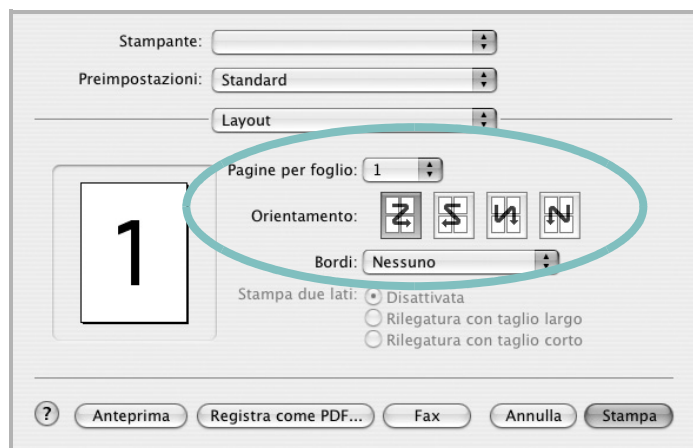 Stampante:
Preimpostazioni: Standard
Layout
Pagine per foglio: 1
1
Orientamento:
Bordi: Nessuno
Stampa due lati: Disattivata
Rilegatura con taglio largo
Rilegatura con taglio corto
? Anteprima Registra come PDF... Fax Annulla Stampa